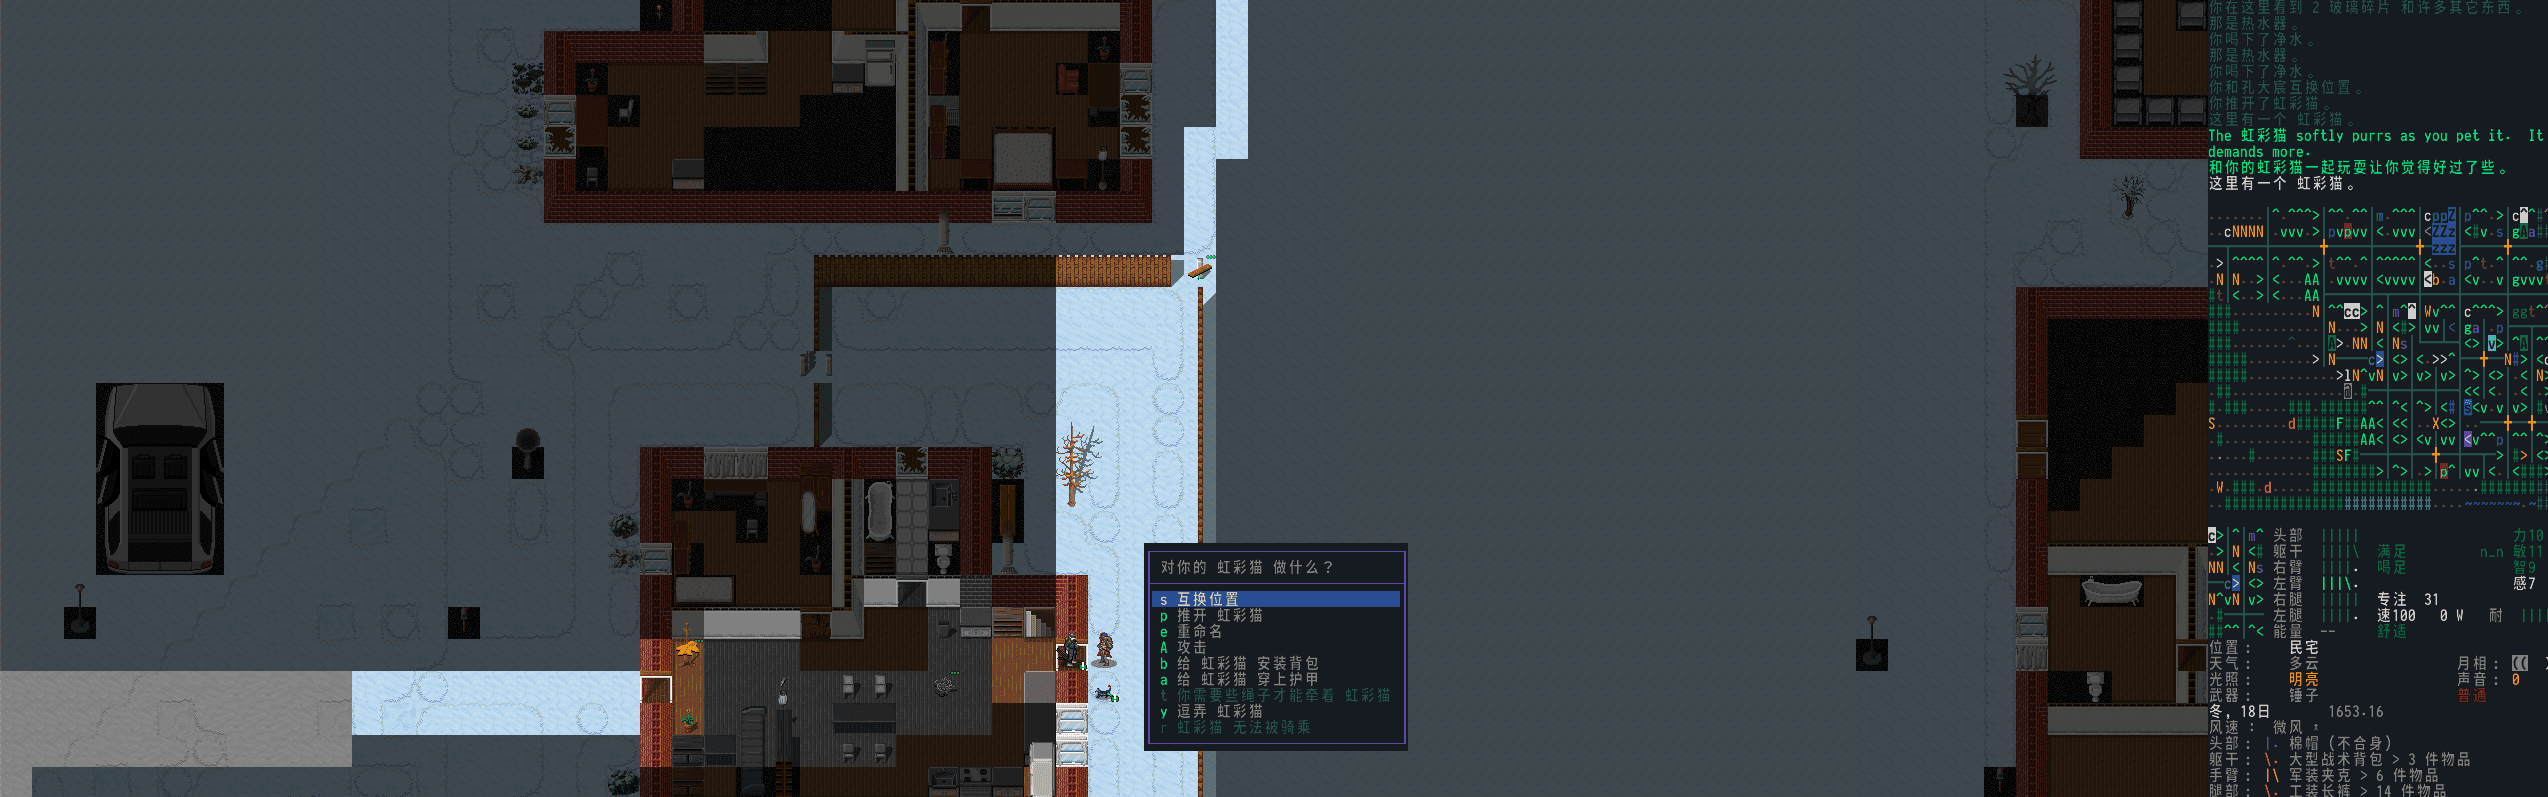 你在这里看到 2 玻璃碎片 和许多其它东西。
那是热水器。
你喝下了净水。
那是热水器。
你喝下了净水。
你和孔大宸互换位置。
你推开了虹彩猫。
这里有一个 虹彩猫。
The 虹彩猫 softly purrs as you pet it. It
demands more.
和你的虹彩猫一起玩耍让你觉得好过了些。
这里有一个 虹彩猫。
对你的 虹彩猫 做什么?
s 互换位置
p 推开 虹彩猫
e 重命名
A 攻击
b 给 虹彩猫 安装背包
a 给 虹彩猫 穿上护甲
t 你需要些绳子才能牵着 虹彩猫
y 逗弄 虹彩猫
r 虹彩猫 无法被骑乘
头部 ||||| 力10
躯干 ||||\ 满足 n_n 敏11
右臂 ||||. 喝足 智9
左臂 |||\. 感7
右腿 ||||| 专注 31
左腿 ||||. 速100 0 W 耐 ||||
能量 -- 舒适
位置: 民宅
天气: 多云 月相: ((
光照: 明亮 声音: 0
武器: 锤子 普通
冬, 18日 1653.16
风速: 微风
头部: |. 棉帽 (不合身)
躯干: \. 大型战术背包 > 3 件物品
手臂: |\ 军装夹克 > 6 件物品
腿部: \. 工装长裤 > 14 件物品